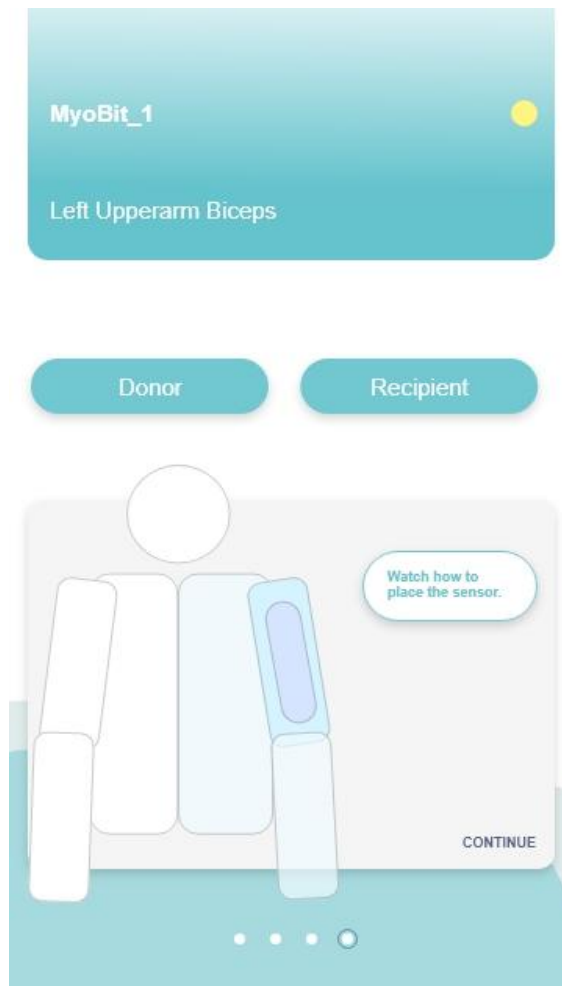 MyoBit_1
Left Upperarm Biceps
Donor
Recipient
Watch how to
place the sensor.
CONTINUE